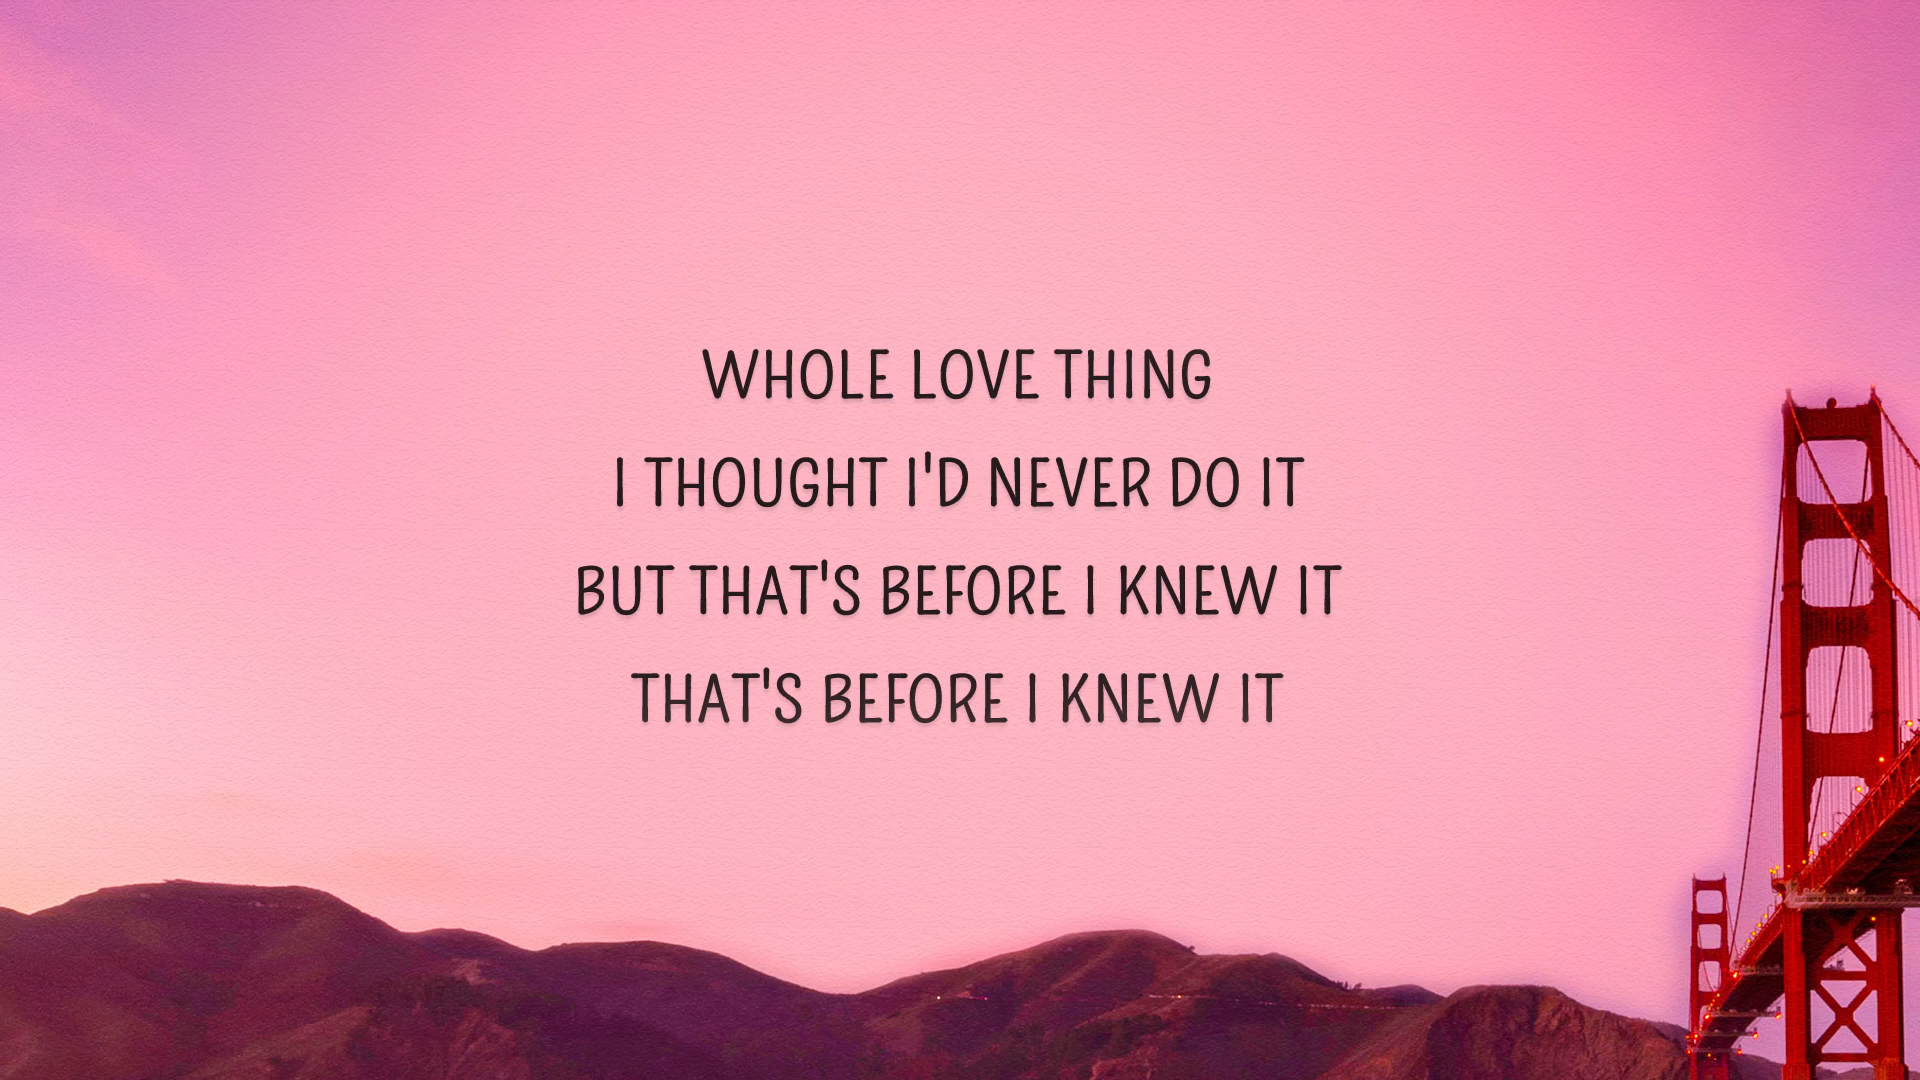 WHOLE LOVE THING
I THOUGHT I'D NEVER DO IT
BUT THAT'S BEFORE I KNEW IT
THAT'S BEFORE I KNEW IT